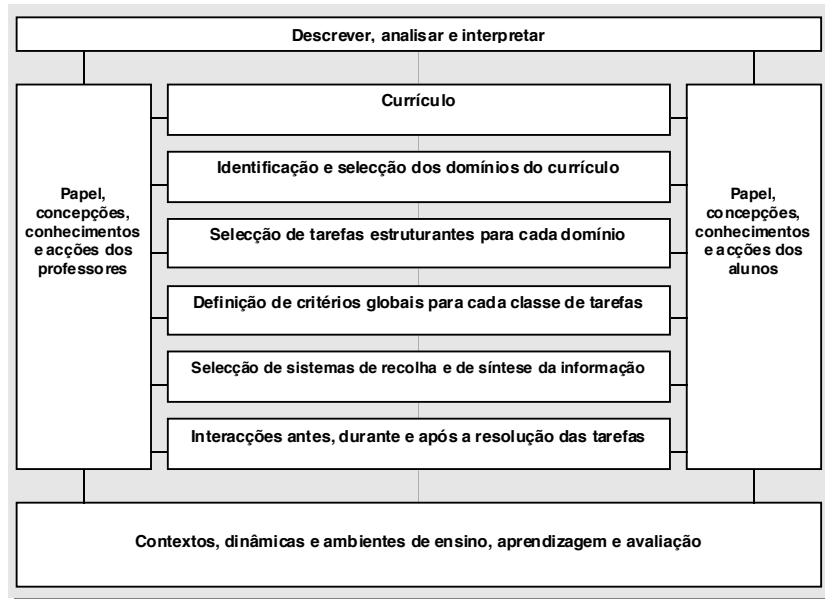 Descrever, analisar e interpretar
Papel,
concepções,
conhecimentos
e acções dos
professores
Currículo
Identificação e selecção dos domínios do currículo
Selecção de tarefas estruturantes para cada domínio
Definição de critérios globais para cada classe de tarefas
Selecção de sistemas de recolha e de síntese da informação
Interacções antes, durante e após a resolução das tarefas
Papel,
concepções,
conhecimentos
e acções dos
alunos
Contextos, dinâmicas e ambientes de ensino, aprendizagem e avaliação